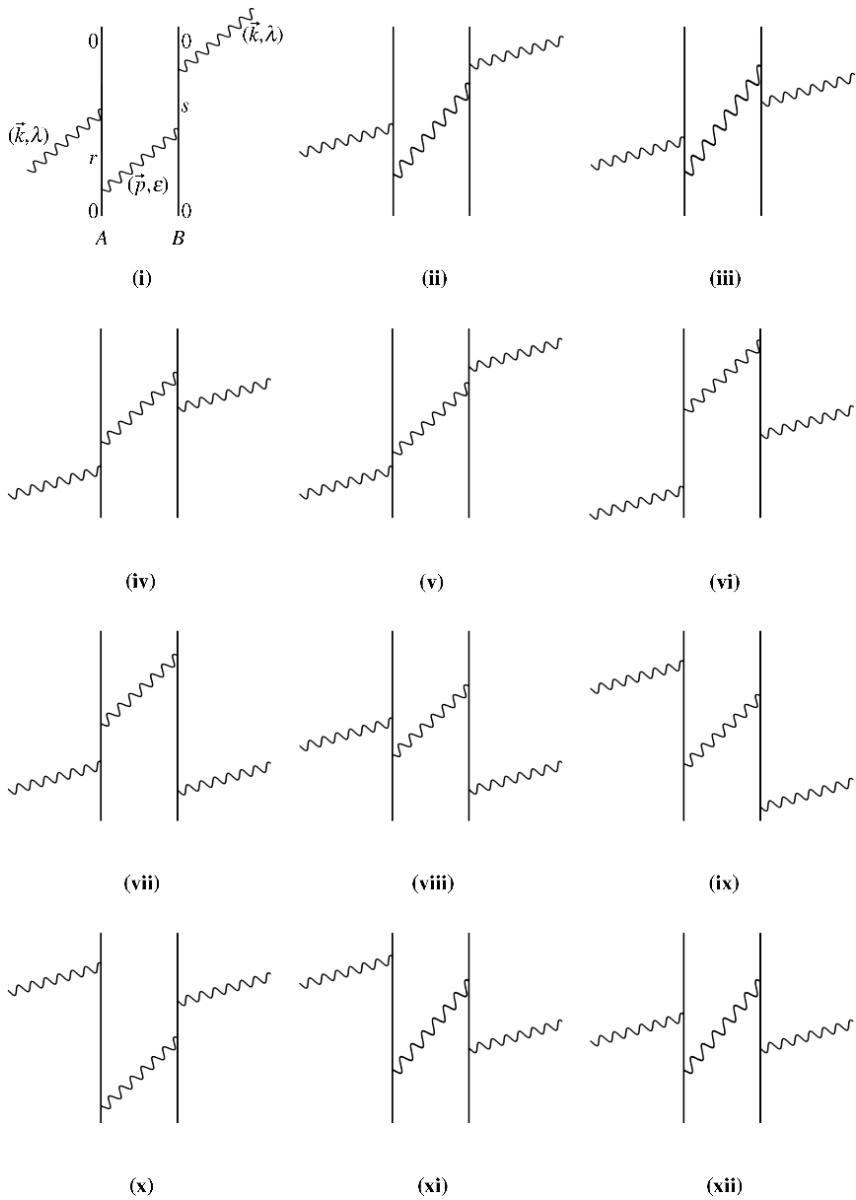 0 0 (k⃗,λ)
s
(k⃗,λ)
r
(p⃗,ε)
0 0
A B
(i) (ii) (iii)
(iv) (v) (vi)
(vii) (viii) (ix)
(x) (xi) (xii)